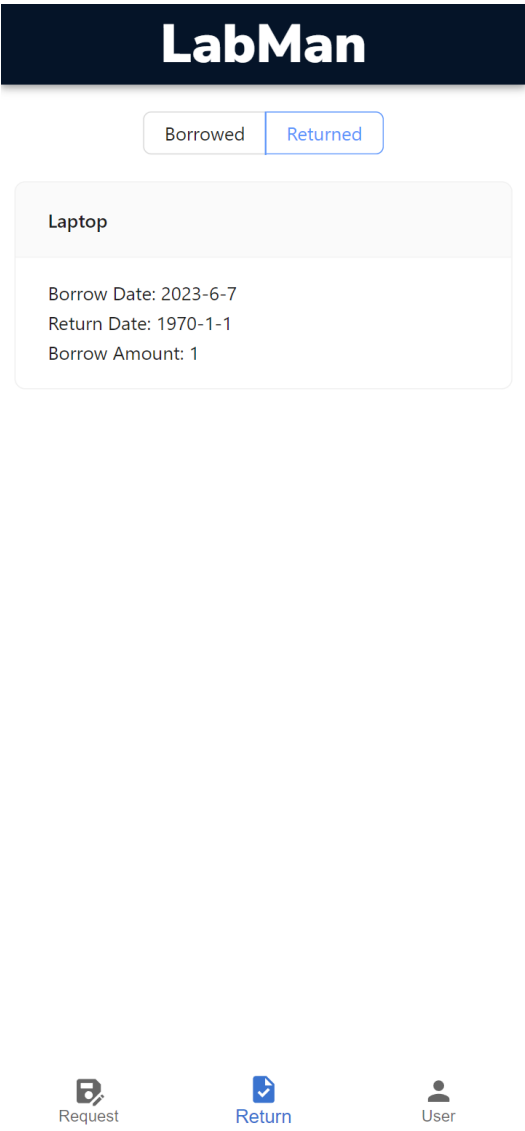 LabMan
Borrowed Returned
Laptop
Borrow Date: 2023-6-7
Return Date: 1970-1-1
Borrow Amount: 1
Request Return User